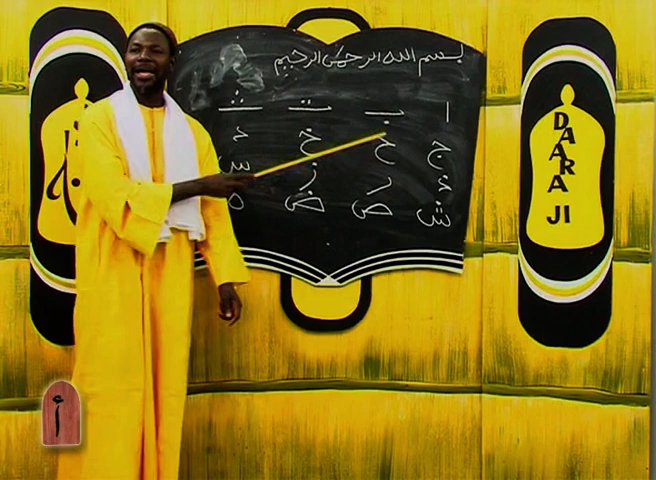 بسم الله الرحمن الرحيم
ا ب ت ث
ج ح خ د
ذ ر ز س
ش ص ض
DAARA
JI
أ